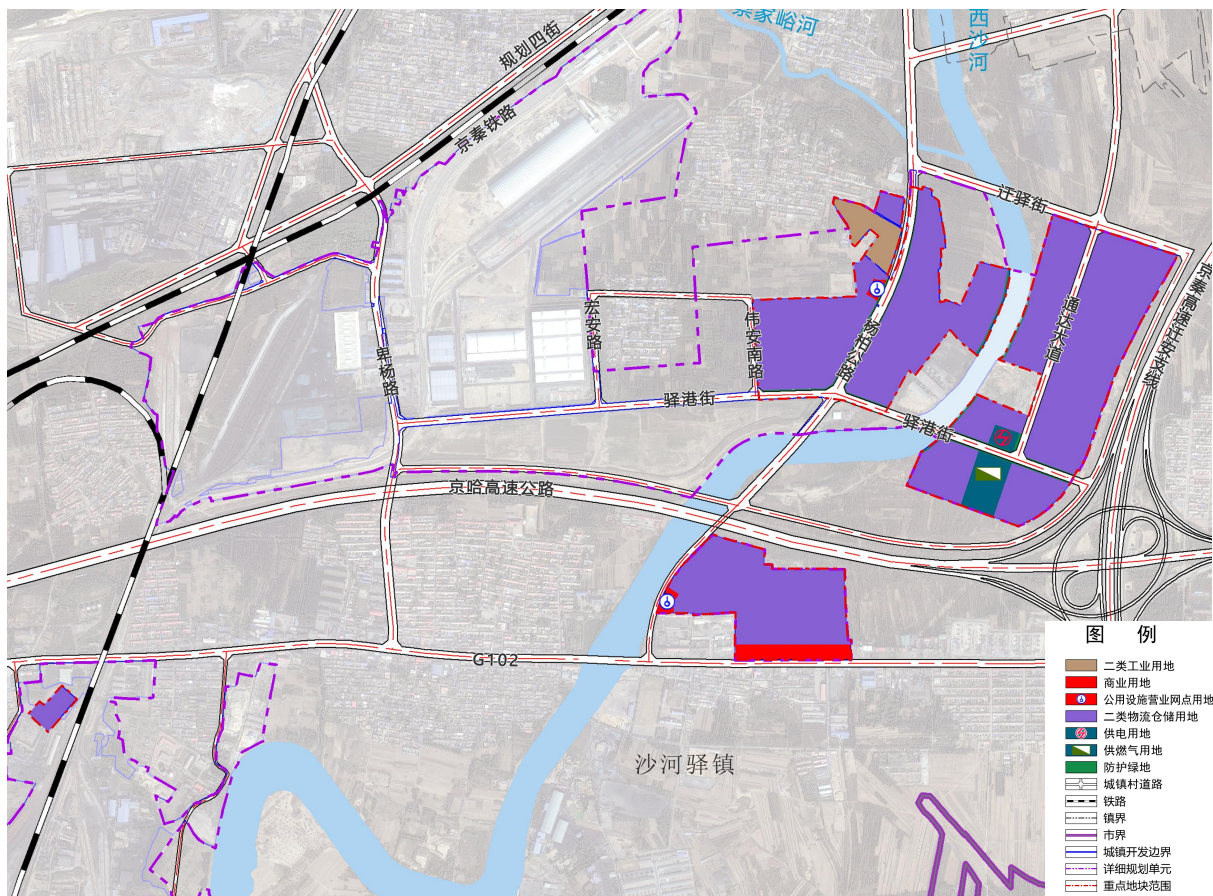 蔡家峪河
西沙河
规划四街
京秦铁路
迁驿街
京秦高速迁安支线
通达大道
宏安路
伟安南路
杨柏公路
卑杨路
驿港街
驿港街
京哈高速公路
G102
沙河驿镇
图 例
二类工业用地
商业用地
公用设施营业网点用地
二类物流仓储用地
供电用地
供燃气用地
防护绿地
城镇村道路
铁路
镇界
市界
城镇开发边界
详细规划单元
重点地块范围